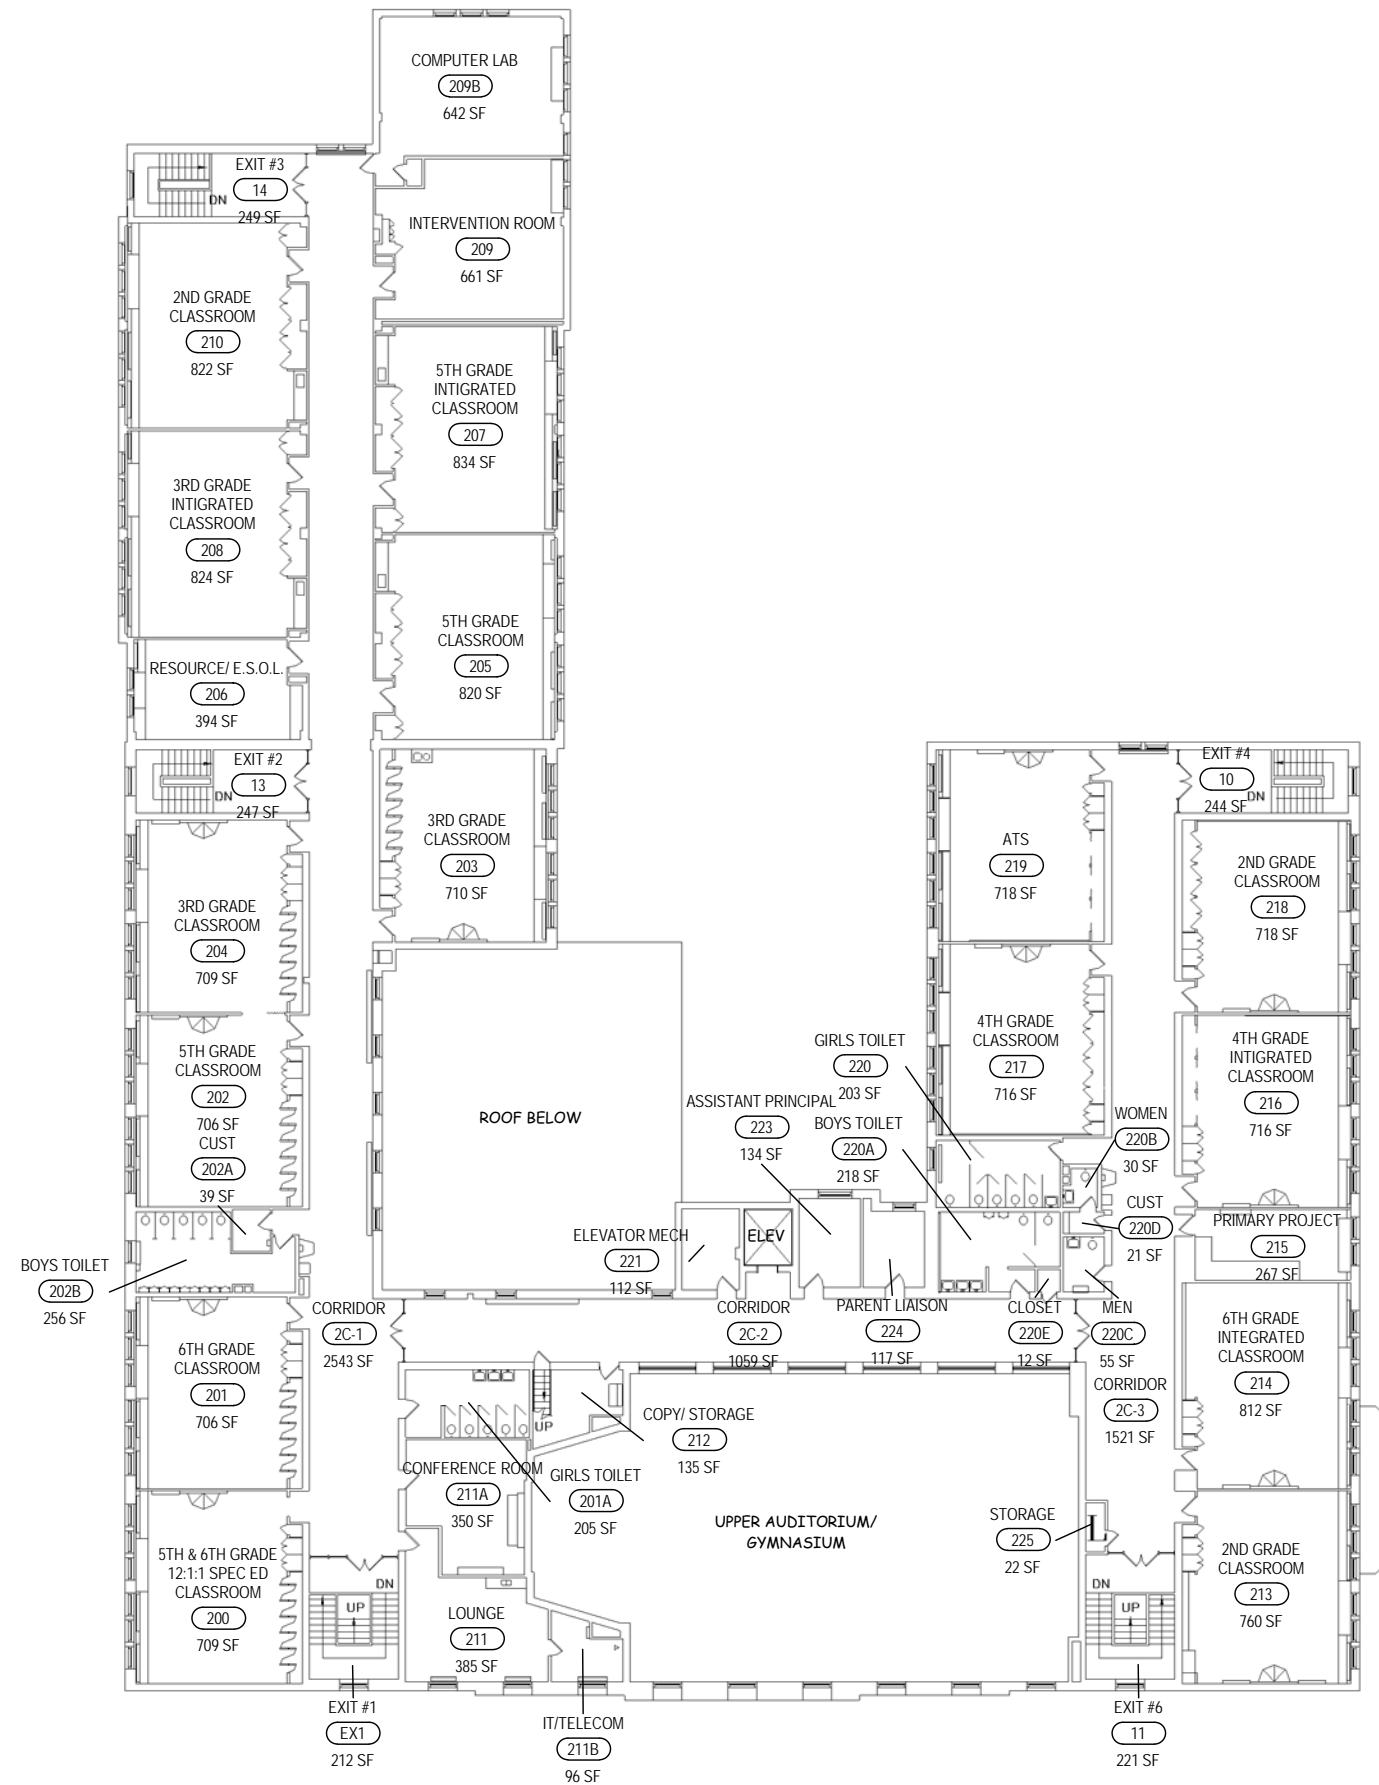 COMPUTER LAB
209B
642 SF
EXIT #3
14
249 SF
DN
INTERVENTION ROOM
209
661 SF
2ND GRADE
CLASSROOM
210
822 SF
5TH GRADE
INTIGRATED
CLASSROOM
207
834 SF
3RD GRADE
INTIGRATED
CLASSROOM
208
824 SF
5TH GRADE
CLASSROOM
205
820 SF
RESOURCE/ E.S.O.L.
206
394 SF
EXIT #2
13
247 SF
DN
3RD GRADE
CLASSROOM
203
710 SF
EXIT #4
10
244 SF
DN
ATS
219
718 SF
2ND GRADE
CLASSROOM
218
718 SF
3RD GRADE
CLASSROOM
204
709 SF
5TH GRADE
CLASSROOM
202
706 SF
CUST
202A
39 SF
ROOF BELOW
4TH GRADE
CLASSROOM
217
716 SF
4TH GRADE
INTIGRATED
CLASSROOM
216
716 SF
GIRLS TOILET
220
203 SF
ASSISTANT PRINCIPAL
223
134 SF
BOYS TOILET
220A
218 SF
WOMEN
220B
30 SF
CUST
220D
21 SF
PRIMARY PROJECT
215
267 SF
ELEVATOR MECH
221
112 SF
ELEV
BOYS TOILET
202B
256 SF
CORRIDOR
2C-1
2543 SF
CORRIDOR
2C-2
1059 SF
PARENT LIAISON
224
117 SF
CLOSET
220E
12 SF
MEN
220C
55 SF
6TH GRADE
CLASSROOM
201
706 SF
6TH GRADE
INTEGRATED
CLASSROOM
214
812 SF
CORRIDOR
2C-3
1521 SF
UP
COPY/ STORAGE
212
135 SF
CONFERENCE ROOM
211A
350 SF
GIRLS TOILET
201A
205 SF
UPPER AUDITORIUM/
GYMNASIUM
STORAGE
225
22 SF
5TH & 6TH GRADE
12:1:1 SPEC ED
CLASSROOM
200
709 SF
2ND GRADE
CLASSROOM
213
760 SF
DN
UP
LOUNGE
211
385 SF
DN
UP
EXIT #1
EX1
212 SF
IT/TELECOM
211B
96 SF
EXIT #6
11
221 SF